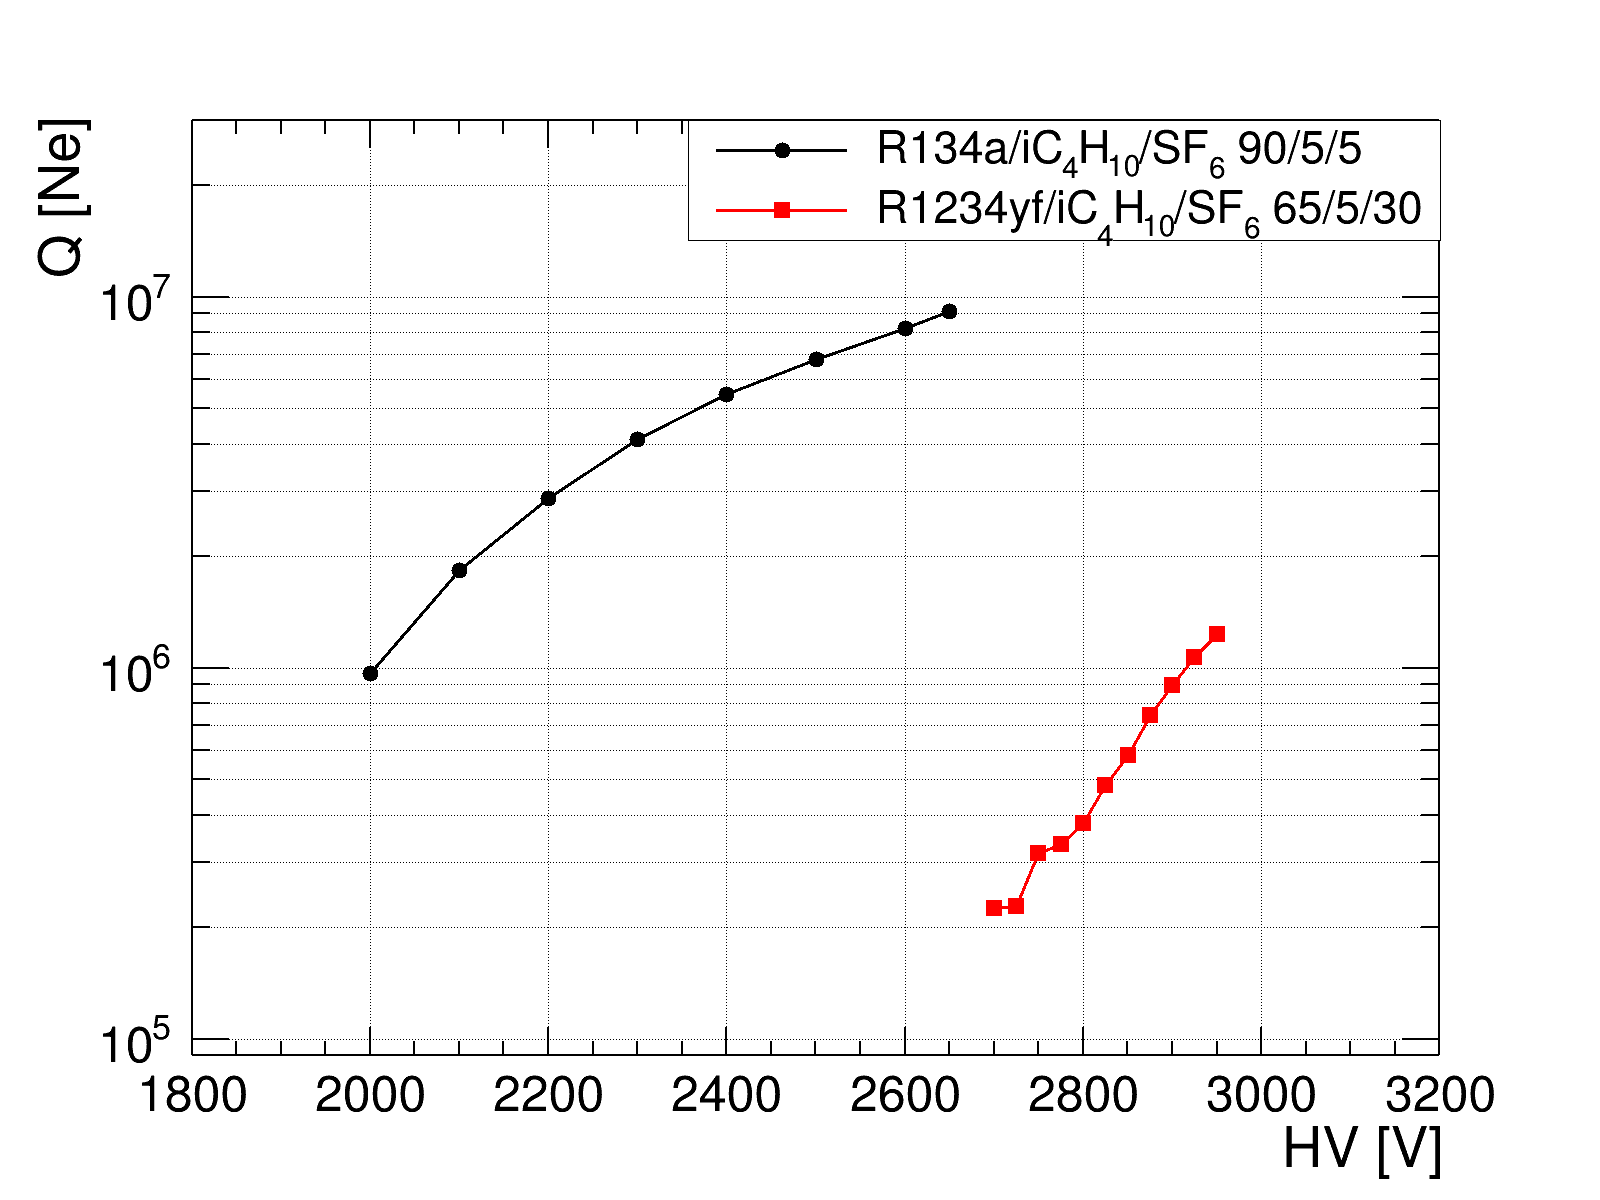 Q [Ne]
R134a/iC4H10/SF6 90/5/5
R1234yf/iC4H10/SF6 65/5/30
10^7
10^6
10^5
1800 2000 2200 2400 2600 2800 3000 3200
HV [V]